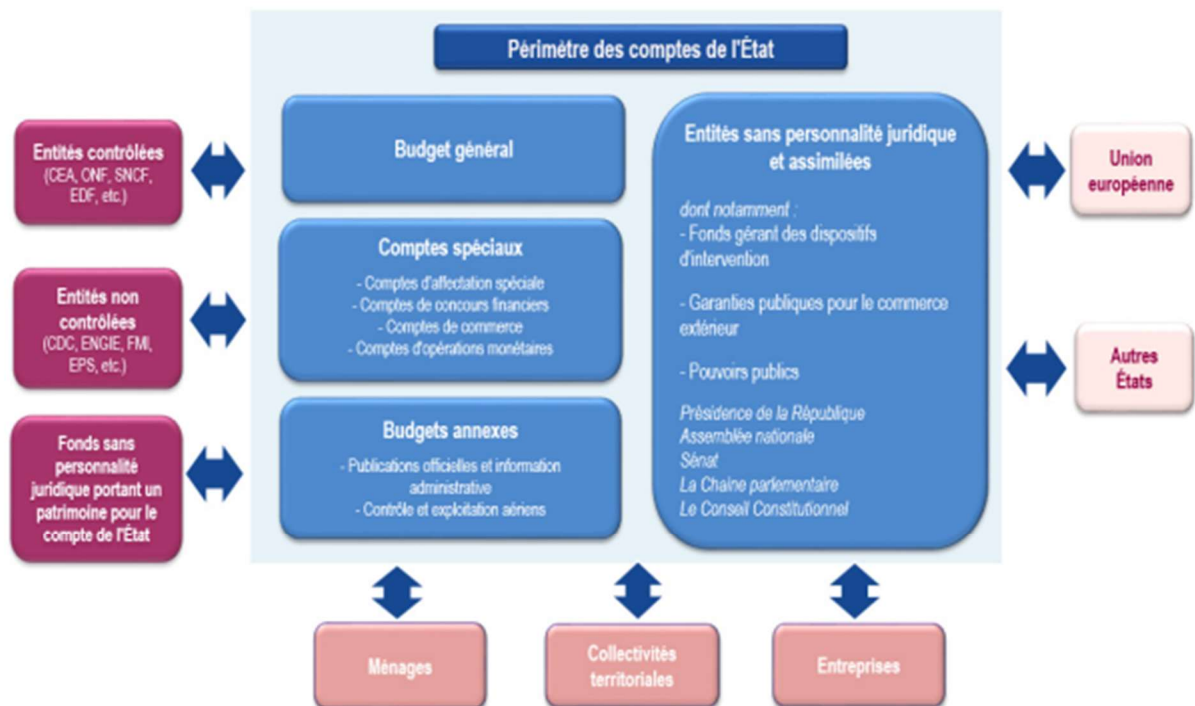 Périmètre des comptes de l'État
Entités contrôlées
(CEA, ONF, SNCF,
EDF, etc.)
Entités non
contrôlées
(CDC, ENGIE, FMI,
EPS, etc.)
Fonds sans
personnalité
juridique portant un
patrimoine pour le
compte de l'État
Budget général
Comptes spéciaux
- Comptes d'affectation spéciale
- Comptes de concours financiers
- Comptes de commerce
- Comptes d'opérations monétaires
Budgets annexes
- Publications officielles et information
administrative
- Contrôle et exploitation aériens
Entités sans personnalité juridique
et assimilées
dont notamment :
- Fonds gérant des dispositifs
d'intervention
- Garanties publiques pour le commerce
extérieur
- Pouvoirs publics
Présidence de la République
Assemblée nationale
Sénat
La Chaine parlementaire
Le Conseil Constitutionnel
Union
européenne
Autres
États
Ménages
Collectivités
territoriales
Entreprises